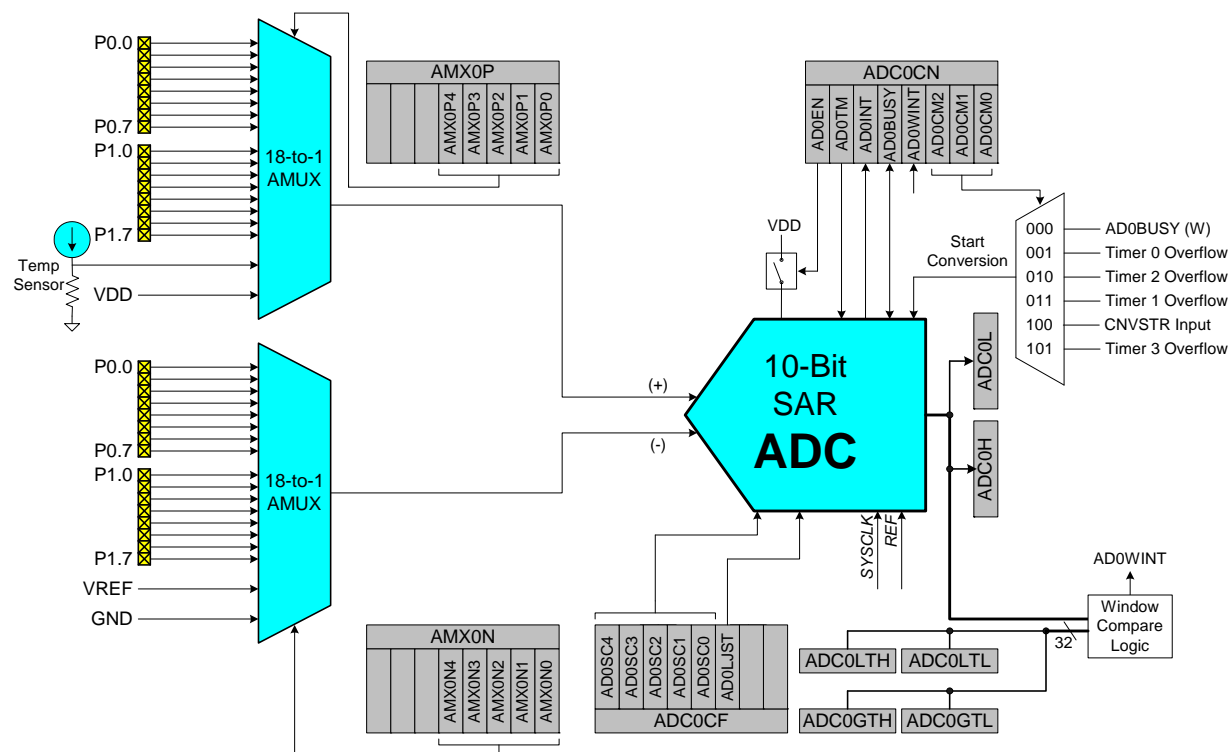 P0.0
P0.7
P1.0
P1.7
18-to-1
AMUX
Temp
Sensor
VDD
AMX0P
AMX0P4
AMX0P3
AMX0P2
AMX0P1
AMX0P0
ADC0CN
AD0EN
AD0TM
AD0INT
AD0BUSY
AD0WINT
AD0CM2
AD0CM1
AD0CM0
VDD
Start
Conversion
000
AD0BUSY (W)
001
Timer 0 Overflow
010
Timer 2 Overflow
011
Timer 1 Overflow
100
CNVSTR Input
101
Timer 3 Overflow
P0.0
P0.7
P1.0
P1.7
18-to-1
AMUX
VREF
GND
(+)
(-)
10-Bit
SAR
ADC
ADC0L
ADC0H
SYSCLK
REF
AMX0N
AMX0N4
AMX0N3
AMX0N2
AMX0N1
AMX0N0
AD0SC4
AD0SC3
AD0SC2
AD0SC1
AD0SC0
AD0LJST
ADC0CF
AD0WINT
Window
Compare
Logic
32
ADC0LTH
ADC0LTL
ADC0GTH
ADC0GTL